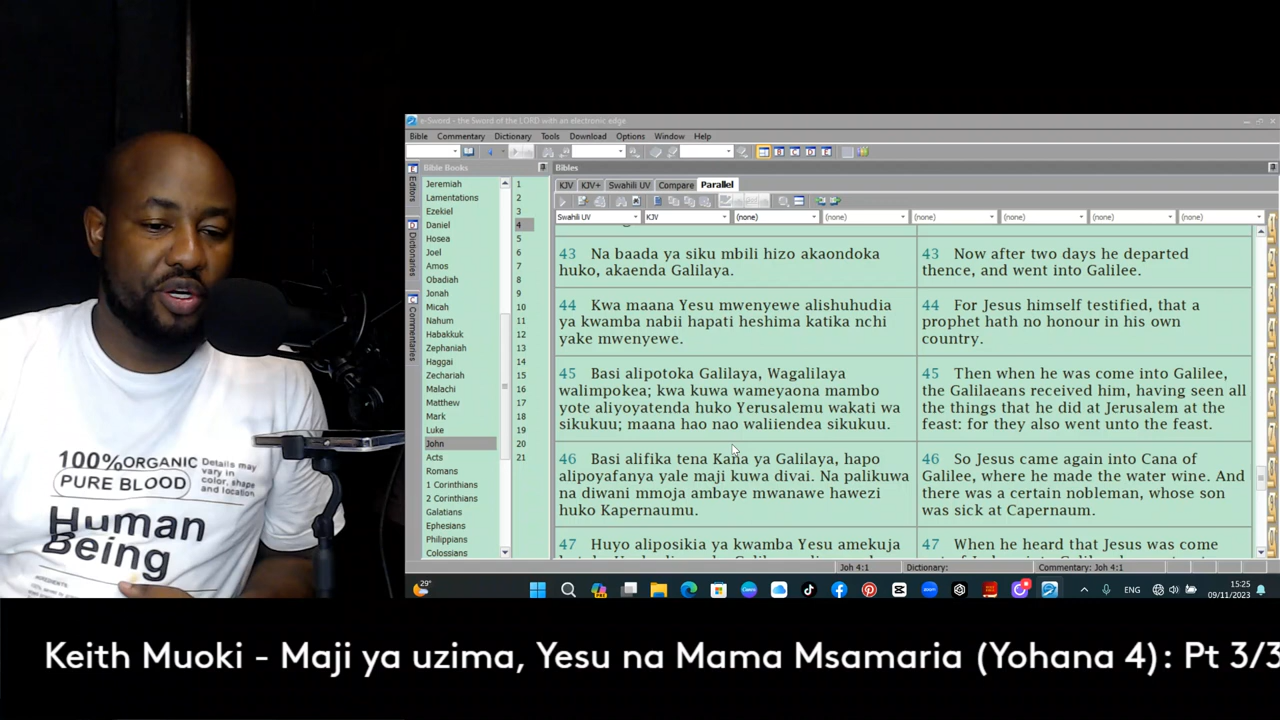 e-Sword - the Sword of the LORD with an electronic edge
Bible Commentary Dictionary Tools Download Options Window Help
Bible Books
Bibles
Editors
Dictionaries
Commentaries
KJV KJV+ Swahili UV Compare Parallel
Swahili UV KJV (none) (none) (none) (none) (none) (none)
Jeremiah
Lamentations
Ezekiel
Daniel
Hosea
Joel
Amos
Obadiah
Jonah
Micah
Nahum
Habakkuk
Zephaniah
Haggai
Zechariah
Malachi
Matthew
Mark
Luke
John
Acts
Romans
1 Corinthians
2 Corinthians
Galatians
Ephesians
Philippians
Colossians
1
2
3
4
5
6
7
8
9
10
11
12
13
14
15
16
17
18
19
20
21
43 Na baada ya siku mbili hizo akaondoka
huko, akaenda Galilaya.
44 Kwa maana Yesu mwenyewe alishuhudia
ya kwamba nabii hapati heshima katika nchi
yake mwenyewe.
45 Basi alipotoka Galilaya, Wagalilaya
walimpokea; kwa kuwa wameyaona mambo
yote aliyoyatenda huko Yerusalemu wakati wa
sikukuu; maana hao nao waliiendea sikukuu.
46 Basi alifika tena Kana ya Galilaya, hapo
alipoyafanya yale maji kuwa divai. Na palikuwa
na diwani mmoja ambaye mwanawe hawezi
huko Kapernaumu.
47 Huyo aliposikia ya kwamba Yesu amekuja
43 Now after two days he departed
thence, and went into Galilee.
44 For Jesus himself testified, that a
prophet hath no honour in his own
country.
45 Then when he was come into Galilee,
the Galilaeans received him, having seen all
the things that he did at Jerusalem at the
feast: for they also went unto the feast.
46 So Jesus came again into Cana of
Galilee, where he made the water wine. And
there was a certain nobleman, whose son
was sick at Capernaum.
47 When he heard that Jesus was come
Joh 4:1 Dictionary: Commentary: Joh 4:1
29°
ENG
15:25
09/11/2023
100% ORGANIC
PURE BLOOD
Details may
vary in
color, shape
and location
Human
Being
Keith Muoki - Maji ya uzima, Yesu na Mama Msamaria (Yohana 4): Pt 3/3